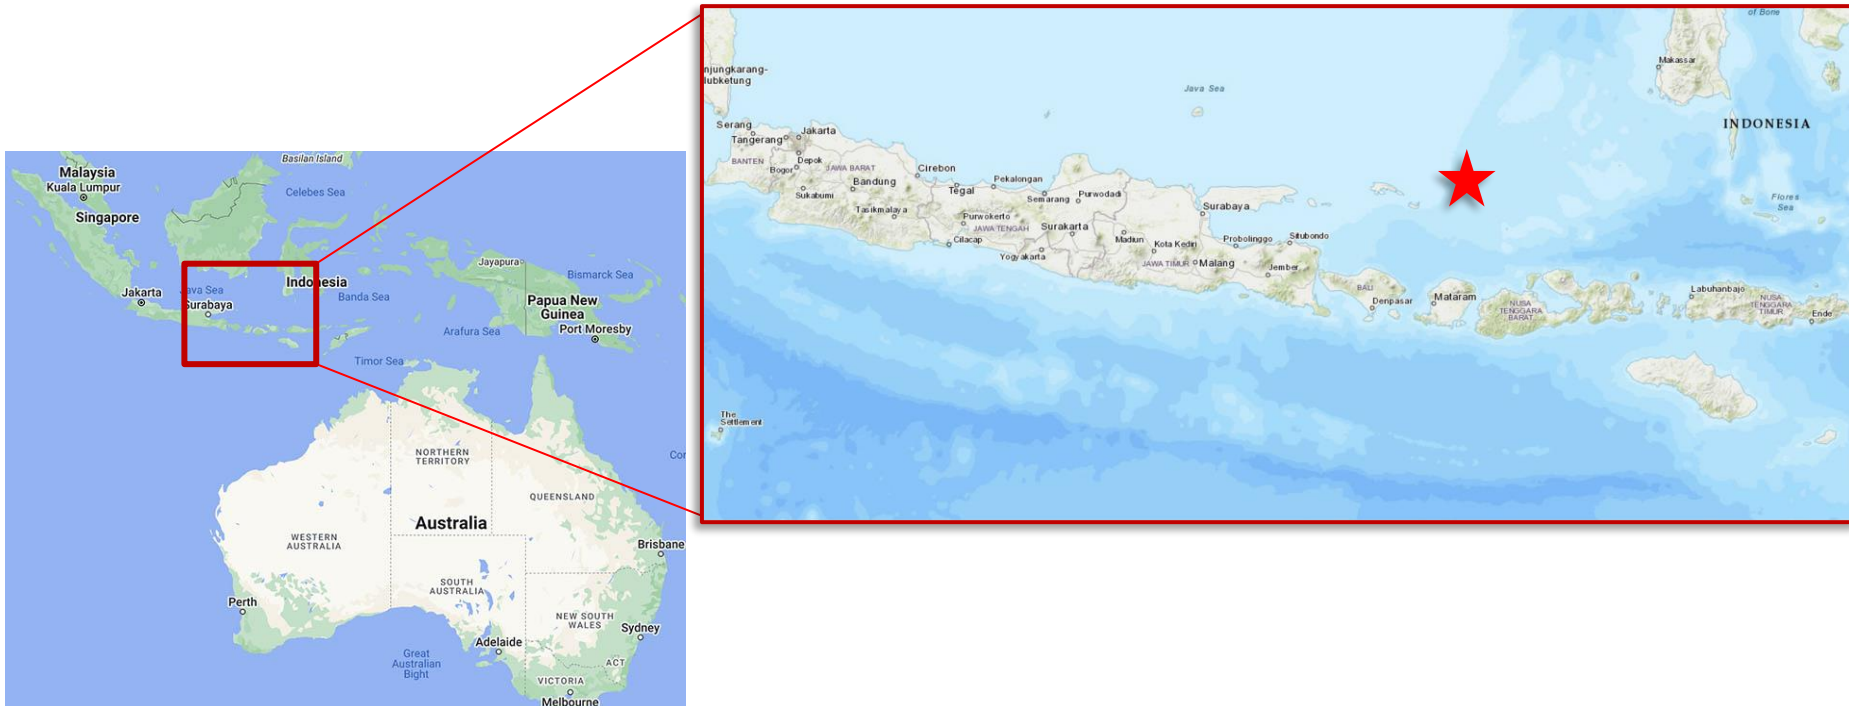 Basilan Island
Malaysia
Kuala Lumpur
Celebes Sea
Singapore
Jayapura
Bismarck Sea
Indonesia
Jakarta
Java Sea
Banda Sea
Surabaya
Papua New
Guinea
Port Moresby
Arafura Sea
Timor Sea
NORTHERN
TERRITORY
Cor
QUEENSLAND
Australia
WESTERN
AUSTRALIA
Brisbane
SOUTH
AUSTRALIA
Perth
NEW SOUTH
WALES
Sydney
Adelaide
Great
Australian
Bight
ACT
VICTORIA
Melbourne
of Bone
Makassar
njungkarang-
lubketung
Java Sea
INDONESIA
Serang
Tangerang
Jakarta
BANTEN
Depok
Bogor
JAWA BARAT
Cirebon
Sukabumi
Bandung
Tegal
Pekalongan
Semarang
Purwodadi
Flores
Sea
Tasikmalaya
Purwokerto
JAWA TENGAH
Surakarta
Surabaya
Cilacap
Yogyakarta
Madiun
Kota Kediri
Probolinggo
Situbondo
JAWA TIMUR
Malang
Jember
BALI
Denpasar
Mataram
NUSA
TENGGARA
BARAT
Labuhanbajo
NUSA
TENGGARA
TIMUR
Ende
The
Settlement